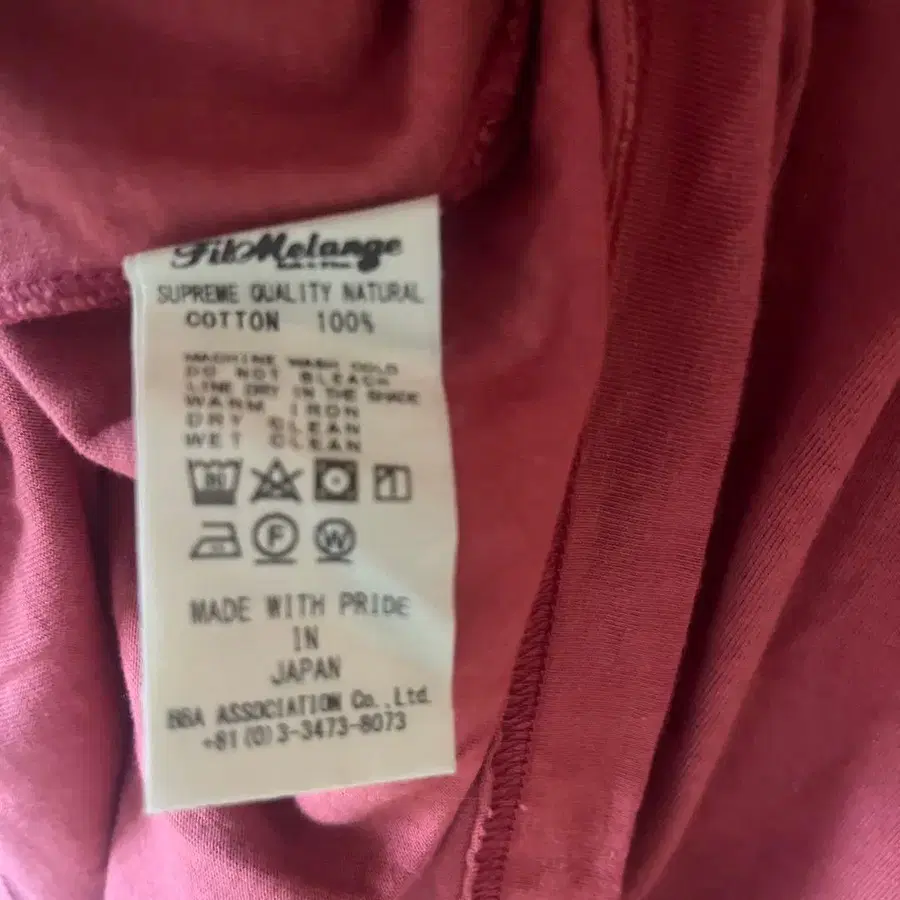 FilMelange
SUPREME QUALITY NATURAL
COTTON 100%
MACHINE WASH COLD
DO NOT BLEACH
LINE DRY IN THE SHADE
WARM IRON
DRY CLEAN
WET CLEAN
F W
MADE WITH PRIDE
IN
JAPAN
ASSOCIATION Co.,Ltd.
+81(0)3-3473-8073